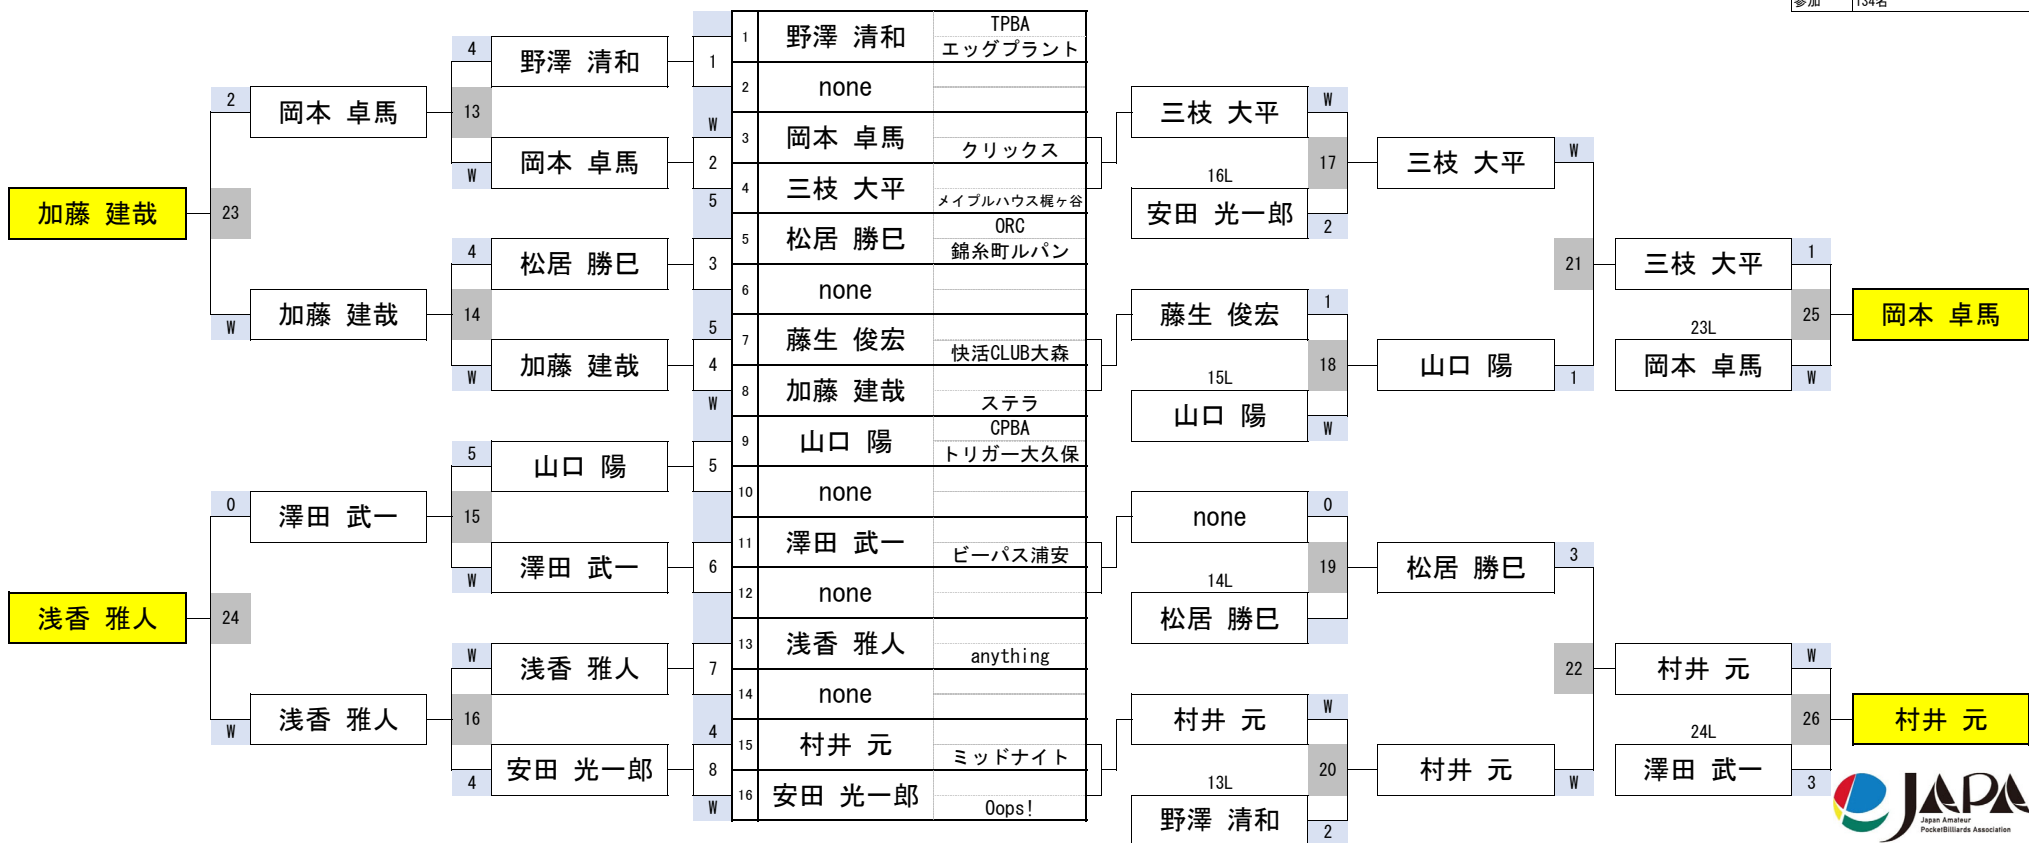 参加 134名
1 野澤 清和 TPBA エッグプラント
2 none
3 岡本 卓馬 クリックス
4 三枝 大平 メイプルハウス梶ヶ谷
5 松居 勝巳 ORC 錦糸町ルパン
6 none
7 藤生 俊宏 快活CLUB大森
8 加藤 建哉 ステラ
9 山口 陽 CPBA トリガー大久保
10 none
11 澤田 武一 ビーパス浦安
12 none
13 浅香 雅人 anything
14 none
15 村井 元 ミッドナイト
16 安田 光一郎 Oops!
1
W
2
5
3
5
4
W
5
6
7
4
8
W
4 野澤 清和
13
W 岡本 卓馬
4 松居 勝巳
14
W 加藤 建哉
5 山口 陽
15
W 澤田 武一
W 浅香 雅人
16
4 安田 光一郎
2 岡本 卓馬
23
W 加藤 建哉
0 澤田 武一
24
W 浅香 雅人
加藤 建哉
浅香 雅人
三枝 大平 W
16L 17
安田 光一郎 2
藤生 俊宏 1
15L 18
山口 陽 W
none 0
14L 19
松居 勝巳
村井 元 W
13L 20
野澤 清和 2
三枝 大平 W
21
山口 陽 1
松居 勝巳 3
22
村井 元 W
三枝 大平 1
23L 25
岡本 卓馬 W
村井 元 W
24L 26
澤田 武一 3
岡本 卓馬
村井 元
JAPA
Japan Amateur
PocketBilliards Association